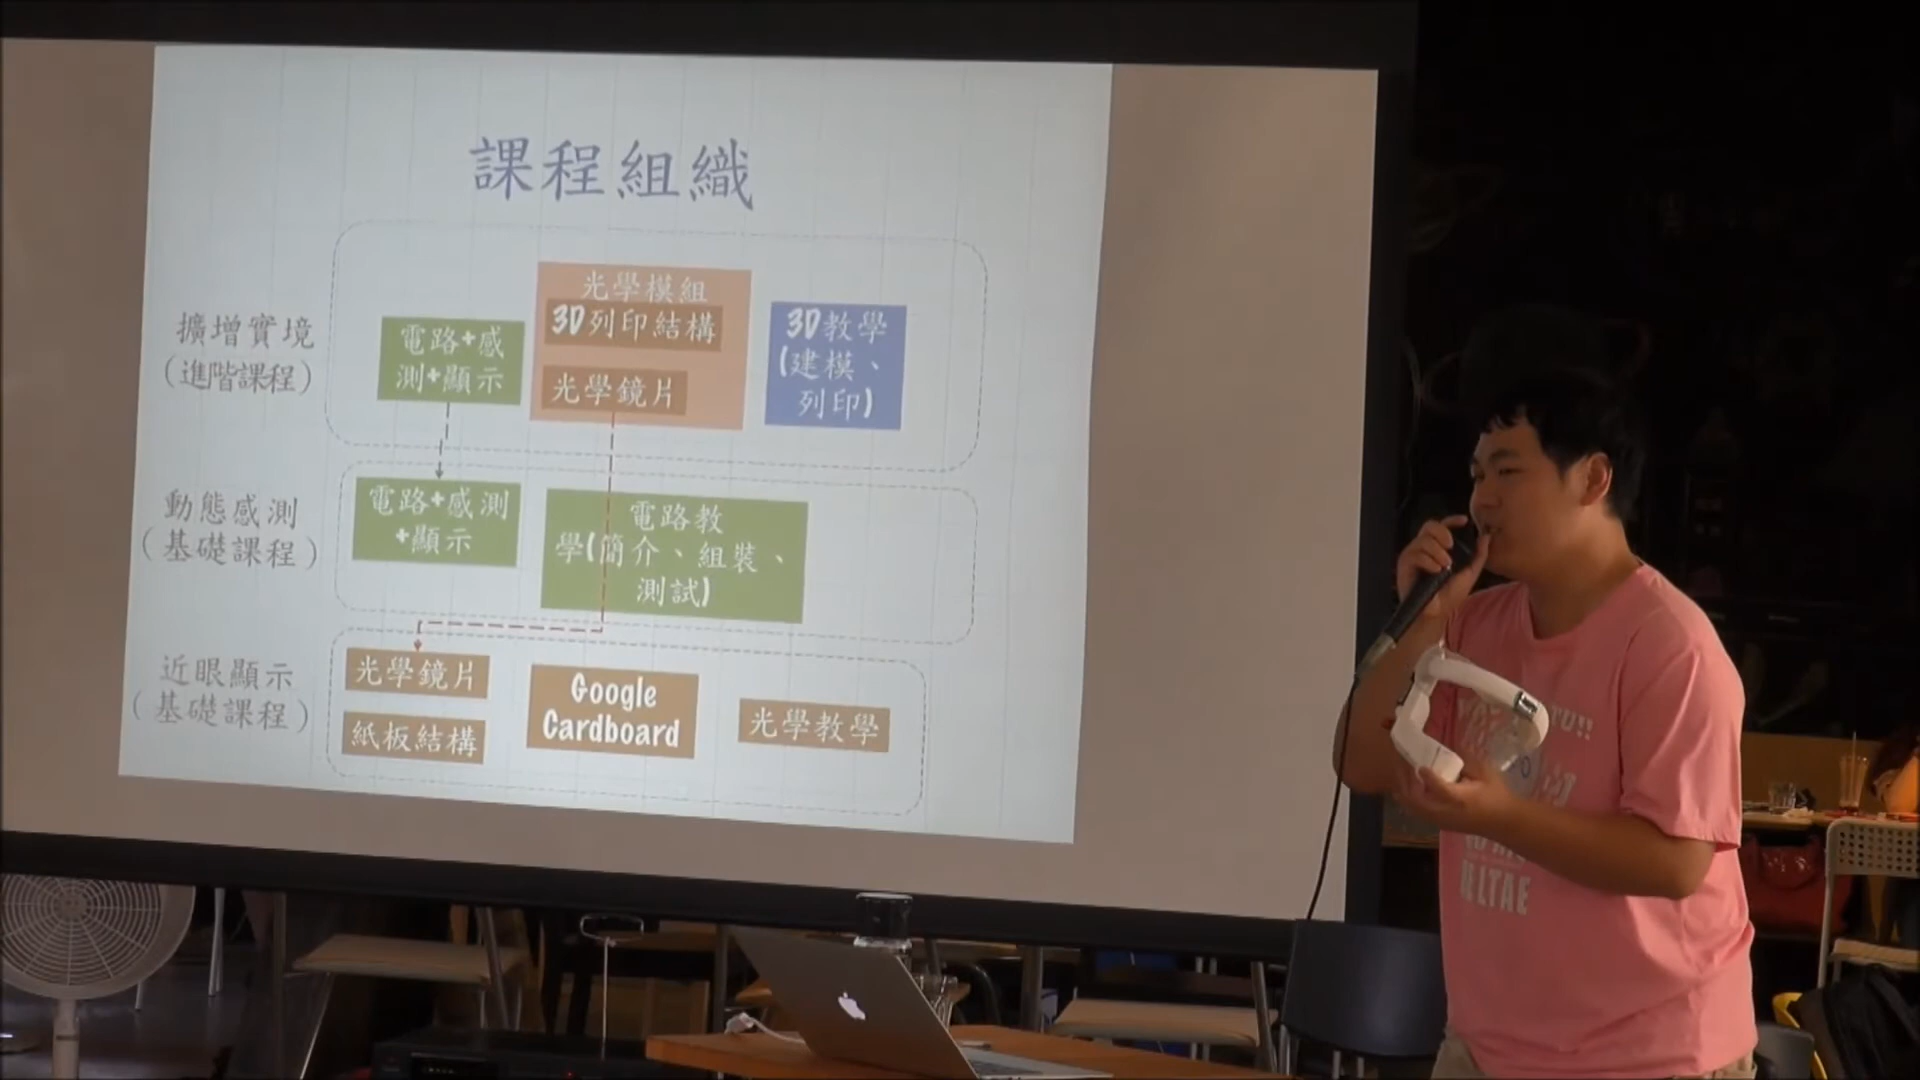 課程組織
擴增實境
(進階課程)
電路+感
測+顯示
光學模組
3D列印結構
光學鏡片
3D教學
(建模、
列印)
動態感測
(基礎課程)
電路+感測
+顯示
電路教
學(簡介、組裝、
測試)
近眼顯示
(基礎課程)
光學鏡片
紙板結構
Google
Cardboard
光學教學